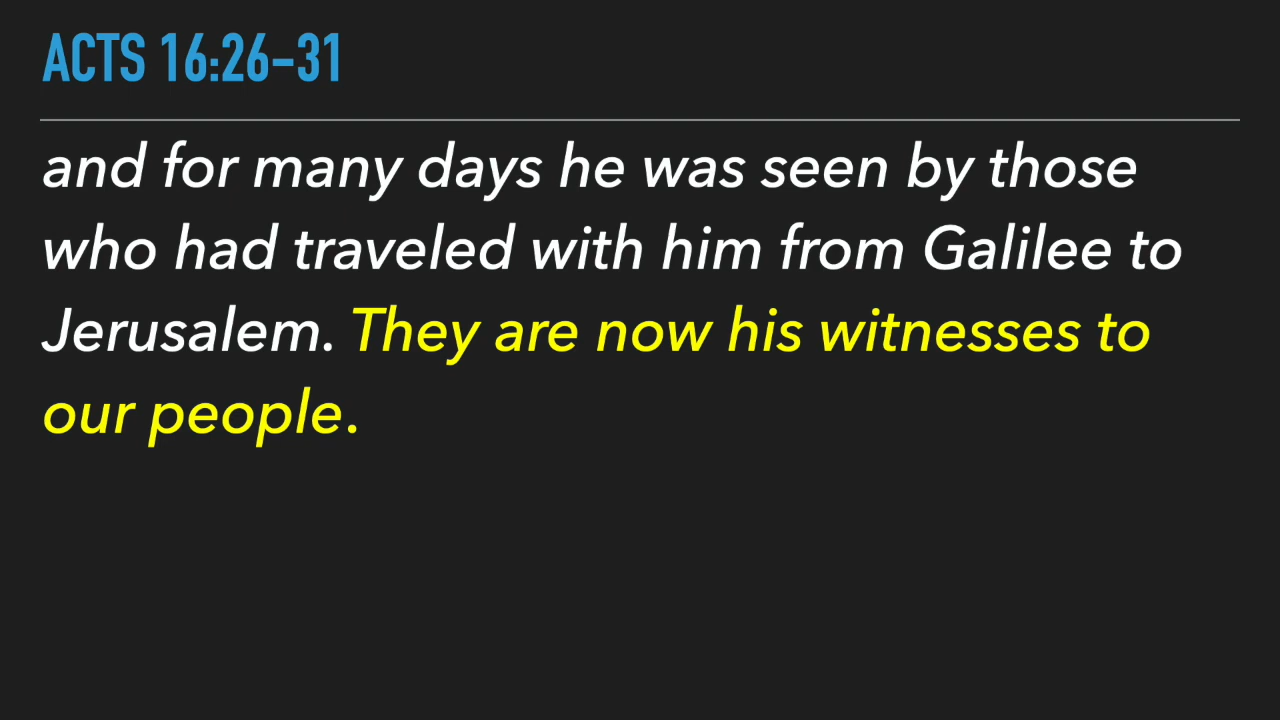 ACTS 16:26–31
and for many days he was seen by those
who had traveled with him from Galilee to
Jerusalem. They are now his witnesses to
our people.